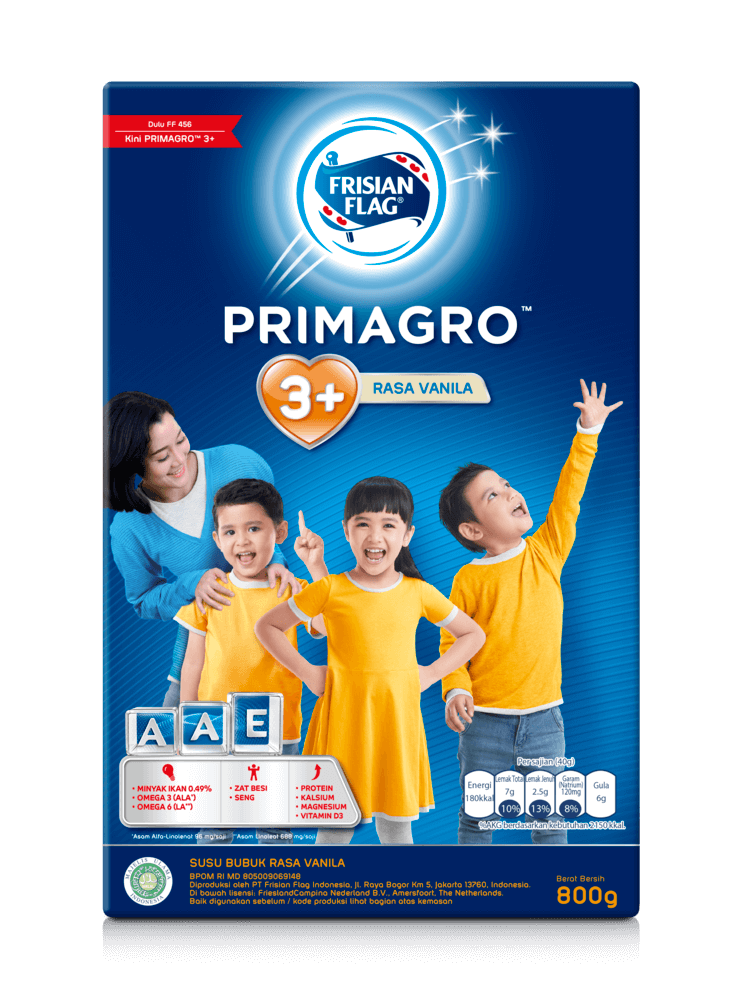 Dulu FF 456
Kini PRIMAGRO™ 3+
FRISIAN
FLAG®
PRIMAGRO™
3+ RASA VANILA
A A E
• MINYAK IKAN 0.49%
• OMEGA 3 (ALA*)
• OMEGA 6 (LA**)
• ZAT BESI
• SENG
• PROTEIN
• KALSIUM
• MAGNESIUM
• VITAMIN D3
*Asam Alfa-Linolenat 96 mg/saji **Asam Linoleat 688 mg/saji
Per sajian (40g)
Energi
180kkal
Lemak Total
7g
10%
Lemak Jenuh
2.5g
13%
Garam
(Natrium)
120mg
8%
Gula
6g
%AKG berdasarkan kebutuhan 2150 kkal.
MAJELIS ULAMA
INDONESIA
SUSU BUBUK RASA VANILA
BPOM RI MD 805009069148
Diproduksi oleh PT Frisian Flag Indonesia, Jl. Raya Bogor Km 5, Jakarta 13760, Indonesia.
Di bawah lisensi: FrieslandCampina Nederland B.V., Amersfoort, The Netherlands.
Baik digunakan sebelum / kode produksi lihat bagian atas kemasan
Berat Bersih
800g